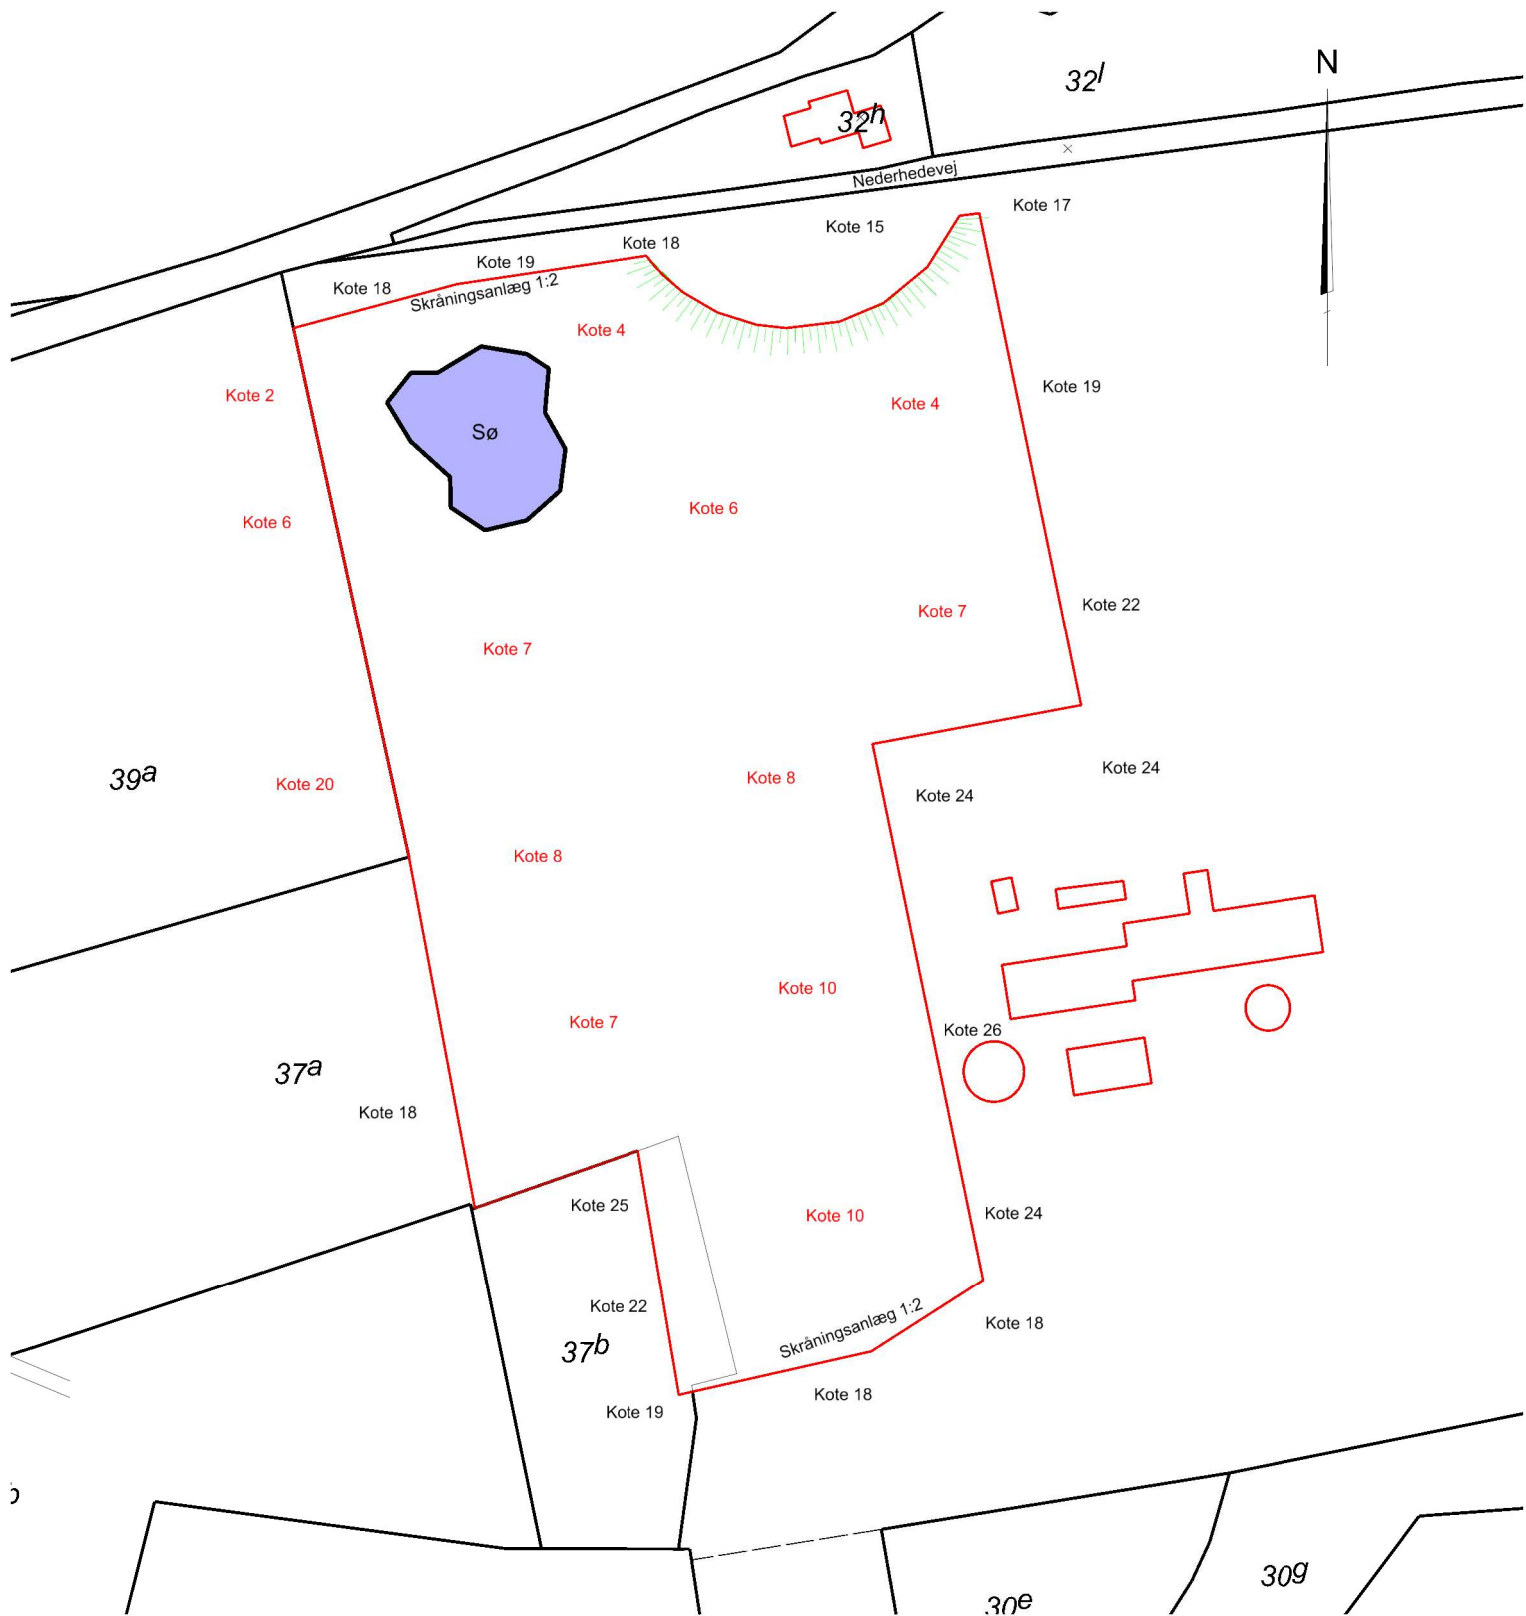 N
32l
32h
Nederhedevej
Kote 17
Kote 15
Kote 18
Kote 19
Kote 18
Skråningsanlæg 1:2
Kote 4
Kote 2
Kote 19
Kote 4
Sø
Kote 6
Kote 6
Kote 22
Kote 7
Kote 7
39a
Kote 20
Kote 8
Kote 24
Kote 24
Kote 8
Kote 10
Kote 7
Kote 26
37a
Kote 18
Kote 25
Kote 10
Kote 24
Kote 22
Skråningsanlæg 1:2
Kote 18
37b
Kote 18
Kote 19
30g
30e